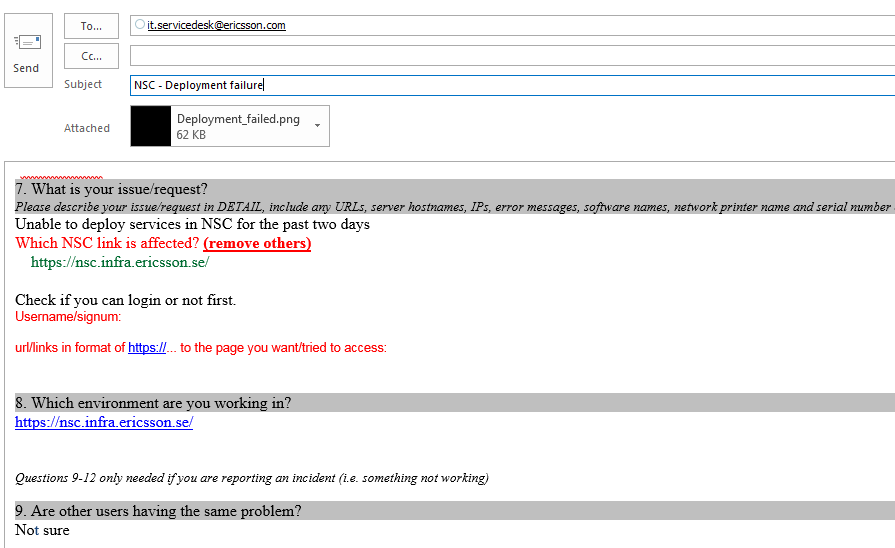 To...
it.servicedesk@ericsson.com
Send
Cc...
Subject
NSC - Deployment failure
Attached
Deployment_failed.png
62 KB
7. What is your issue/request?
Please describe your issue/request in DETAIL, include any URLs, server hostnames, IPs, error messages, software names, network printer name and serial number
Unable to deploy services in NSC for the past two days
Which NSC link is affected? (remove others)
https://nsc.infra.ericsson.se/
Check if you can login or not first.
Username/signum:
url/links in format of https://... to the page you want/tried to access:
8. Which environment are you working in?
https://nsc.infra.ericsson.se/
Questions 9-12 only needed if you are reporting an incident (i.e. something not working)
9. Are other users having the same problem?
Not sure